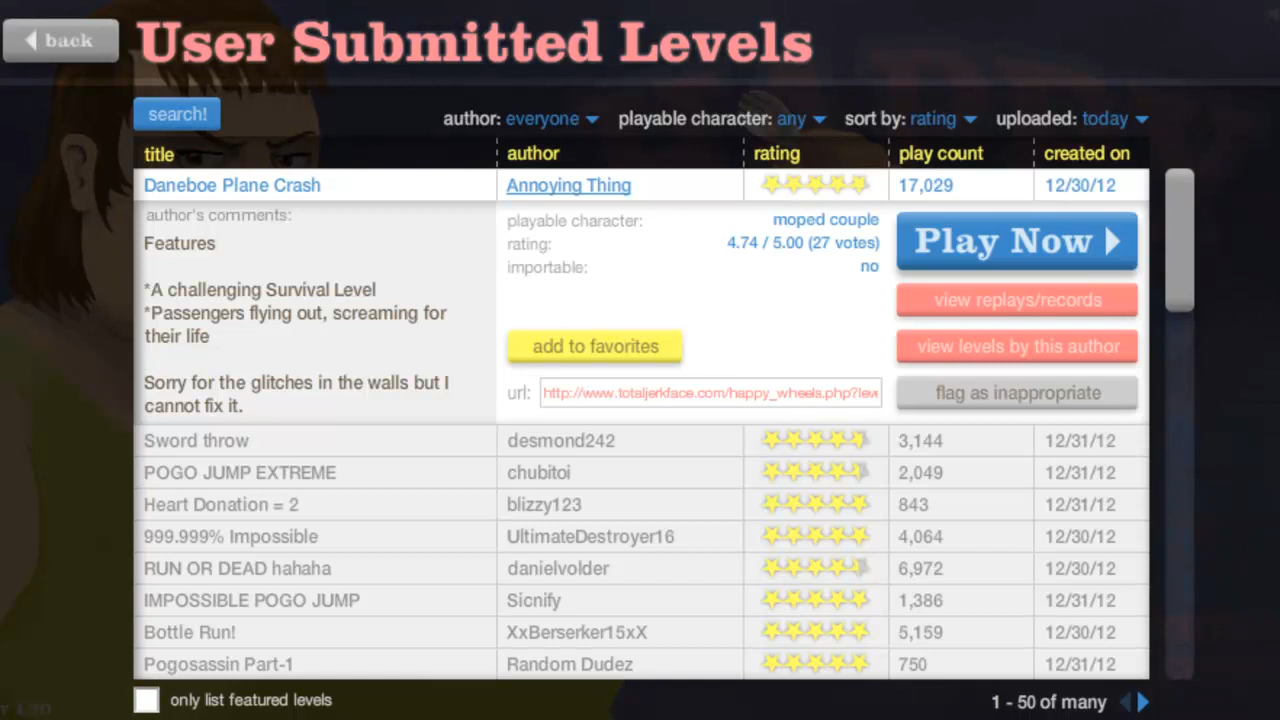 back
User Submitted Levels
search!
author: everyone playable character: any sort by: rating uploaded: today
title author rating play count created on
Daneboe Plane Crash Annoying Thing 17,029 12/30/12
author's comments:
Features
*A challenging Survival Level
*Passengers flying out, screaming for
their life
Sorry for the glitches in the walls but I
cannot fix it.
playable character: moped couple
rating: 4.74 / 5.00 (27 votes)
importable: no
add to favorites
url: http://www.totaljerkface.com/happy_wheels.php?lev
Play Now
view replays/records
view levels by this author
flag as inappropriate
Sword throw desmond242 3,144 12/31/12
POGO JUMP EXTREME chubitoi 2,049 12/31/12
Heart Donation = 2 blizzy123 843 12/31/12
999.999% Impossible UltimateDestroyer16 4,064 12/30/12
RUN OR DEAD hahaha danielvolder 6,972 12/30/12
IMPOSSIBLE POGO JUMP Sicnify 1,386 12/31/12
Bottle Run! XxBerserker15xX 5,159 12/30/12
Pogosassin Part-1 Random Dudez 750 12/31/12
only list featured levels
1 - 50 of many